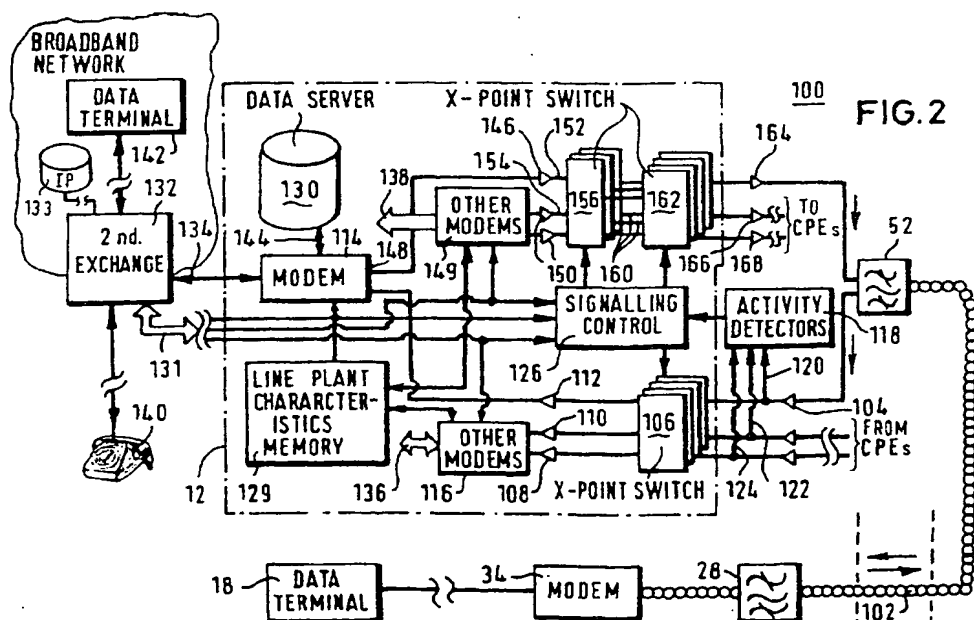 BROADBAND
NETWORK
DATA
TERMINAL
142
IP
133
132
2nd.
EXCHANGE
134
131
140
DATA SERVER
130
144
114
MODEM
148
138
146
152
154
OTHER
MODEMS
149
150
X-POINT SWITCH
156
162
160
164
166
168
TO
CPEs
100
FIG.2
52
SIGNALLING
CONTROL
126
ACTIVITY
DETECTORS
118
120
104
FROM
CPEs
LINE PLANT
CHARARCTER-
ISTICS
MEMORY
129
12
112
110
OTHER
MODEMS
116
136
108
106
X-POINT SWITCH
124
122
18
DATA
TERMINAL
34
MODEM
28
102